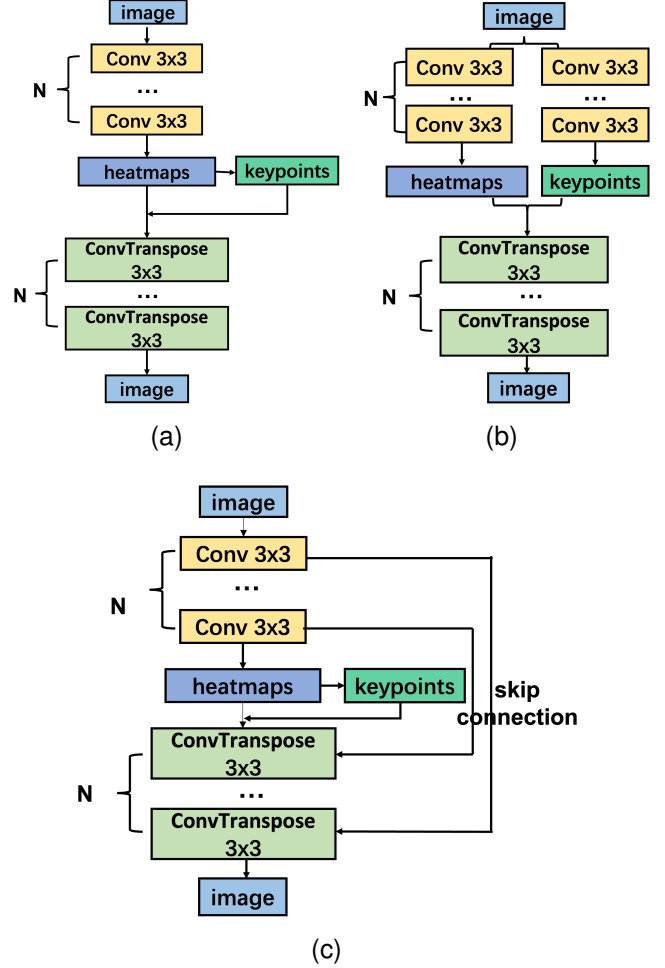 image
Conv 3x3
N
...
Conv 3x3
heatmaps
keypoints
ConvTranspose
3x3
N
...
ConvTranspose
3x3
image
(a)
image
Conv 3x3
Conv 3x3
N
...
...
Conv 3x3
Conv 3x3
heatmaps
keypoints
ConvTranspose
3x3
N
...
ConvTranspose
3x3
image
(b)
image
Conv 3x3
N
...
Conv 3x3
heatmaps
keypoints
skip
connection
ConvTranspose
3x3
N
...
ConvTranspose
3x3
image
(c)